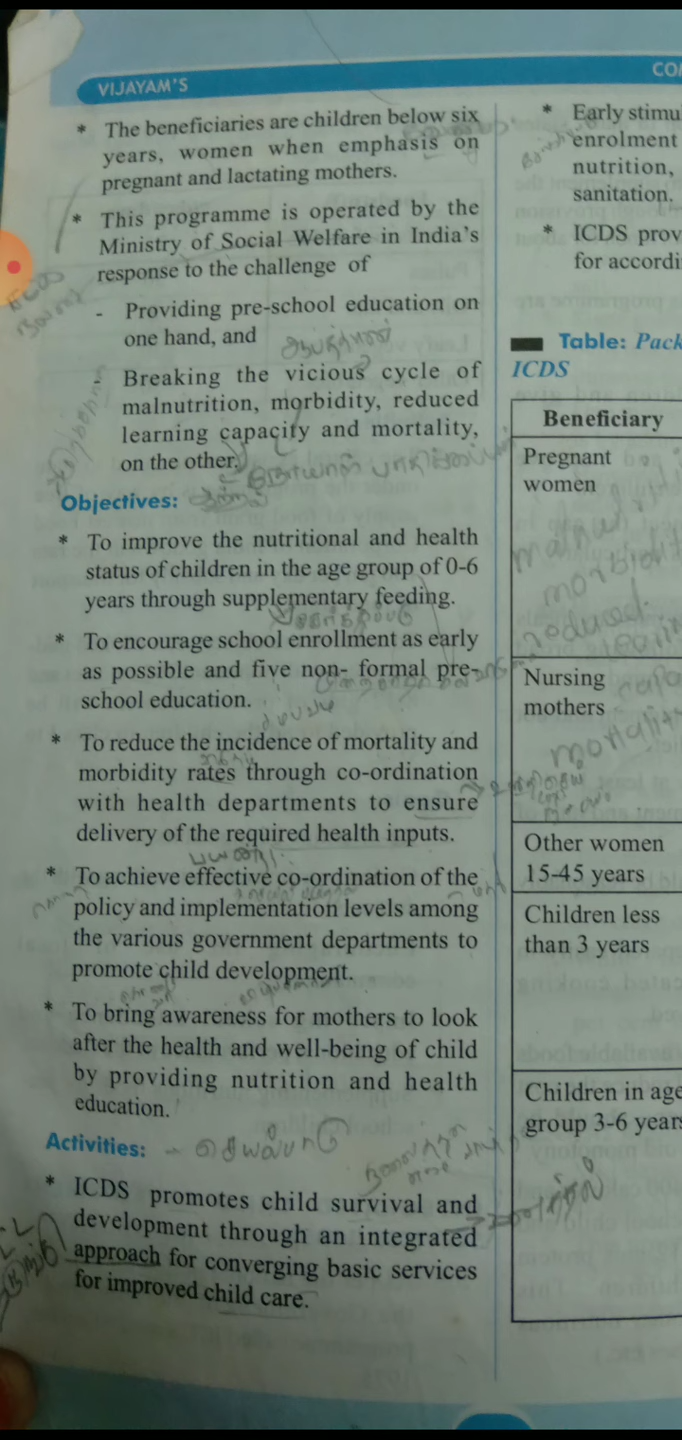 VIJAYAM'S
* The beneficiaries are children below six
years, women when emphasis on
pregnant and lactating mothers.
* This programme is operated by the
Ministry of Social Welfare in India's
response to the challenge of
- Providing pre-school education on
one hand, and
- Breaking the vicious cycle of
malnutrition, morbidity, reduced
learning capacity and mortality,
on the other.
Objectives:
* To improve the nutritional and health
status of children in the age group of 0-6
years through supplementary feeding.
* To encourage school enrollment as early
as possible and five non- formal pre-
school education.
* To reduce the incidence of mortality and
morbidity rates through co-ordination
with health departments to ensure
delivery of the required health inputs.
* To achieve effective co-ordination of the
policy and implementation levels among
the various government departments to
promote child development.
* To bring awareness for mothers to look
after the health and well-being of child
by providing nutrition and health
education.
Activities: - செயல்பாடு
* ICDS promotes child survival and
development through an integrated
approach for converging basic services
for improved child care.
* Early
enrolment
nutrition,
sanitation.
* ICDS
for
Table:
ICDS
Beneficiary
Pregnant
women
morbidity
reduced
Nursing
mothers
mortality
Other women
15-45 years
Children less
than 3 years
Children in age
group 3-6 years